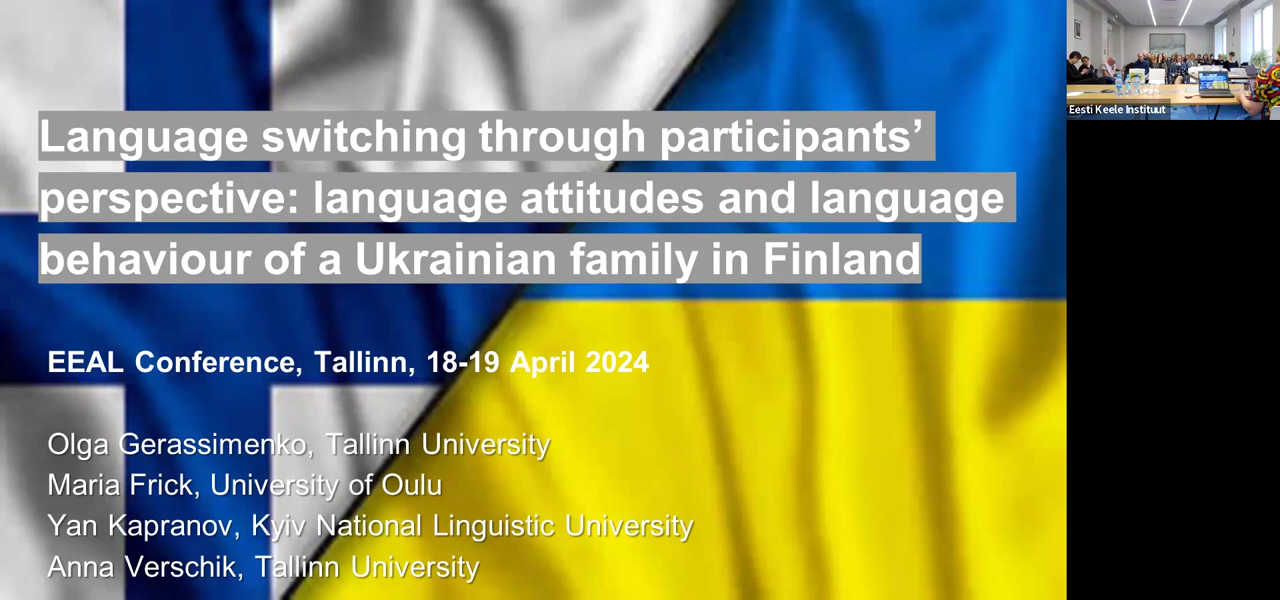 Language switching through participants’
perspective: language attitudes and language
behaviour of a Ukrainian family in Finland
EEAL Conference, Tallinn, 18-19 April 2024
Olga Gerassimenko, Tallinn University
Maria Frick, University of Oulu
Yan Kapranov, Kyiv National Linguistic University
Anna Verschik, Tallinn University
Eesti Keele Instituut